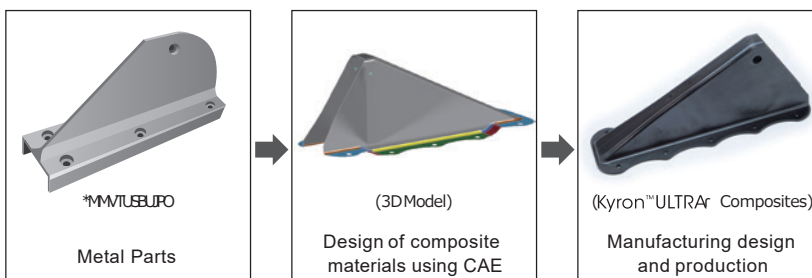 *MMVTUSBUJPO
Metal Parts
(3D Model)
Design of composite
materials using CAE
(Kyron™ULTRAr Composites)
Manufacturing design
and production